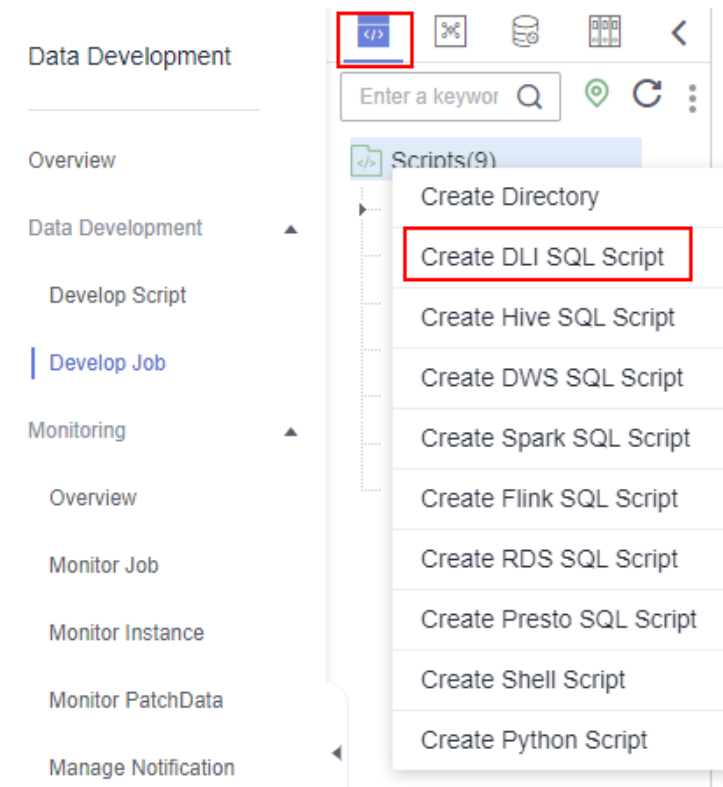 Data Development
Overview
Data Development
Develop Script
Develop Job
Monitoring
Overview
Monitor Job
Monitor Instance
Monitor PatchData
Manage Notification
</>
Enter a keywor
</> Scripts(9)
Create Directory
Create DLI SQL Script
Create Hive SQL Script
Create DWS SQL Script
Create Spark SQL Script
Create Flink SQL Script
Create RDS SQL Script
Create Presto SQL Script
Create Shell Script
Create Python Script